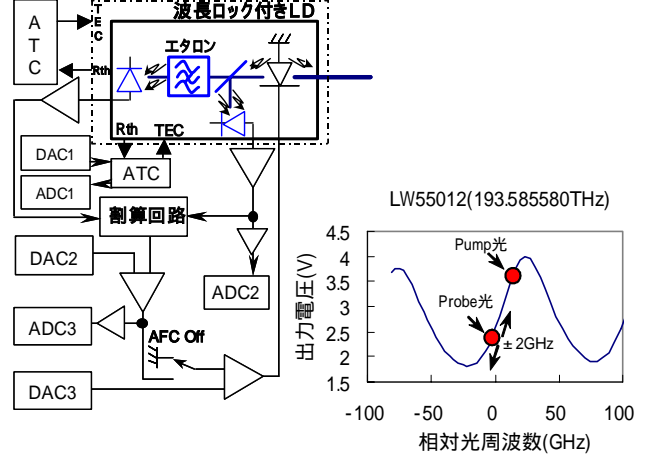 波長ロック付きLD
ATC
TEC
Rth
エタロン
Rth
TEC
DAC1
ATC
ADC1
割算回路
DAC2
ADC2
ADC3
AFC Off
DAC3
LW55012(193.585580THz)
出力電圧(V)
4.5
4
3.5
3
2.5
2
1.5
Pump光
Probe光
±2GHz
-100
-50
0
50
100
相対光周波数(GHz)